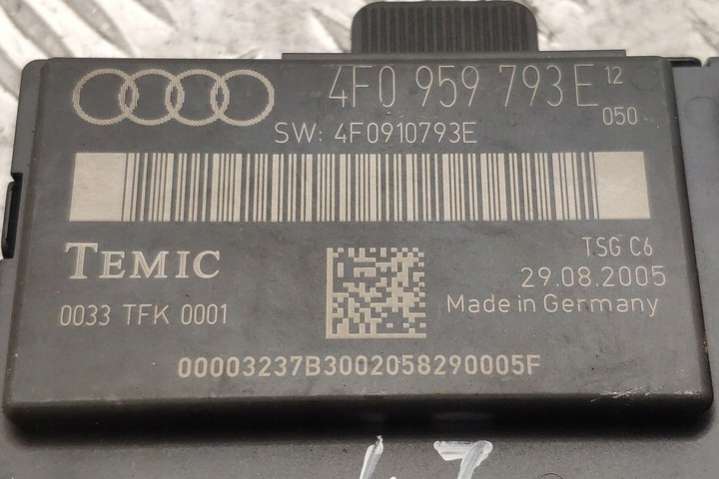 4F0 959 793 E 12
050
SW: 4F0910793E
TEMIC
TSG C6
29.08.2005
0033 TFK 0001
Made in Germany
00003237B3002058290005F